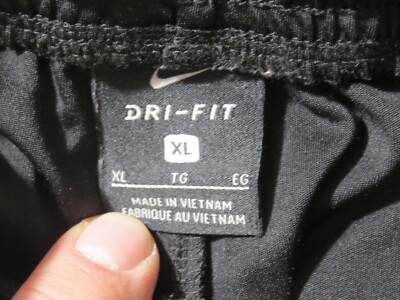 DRI-FIT
XL
XL TG EG
MADE IN VIETNAM
FABRIQUE AU VIETNAM